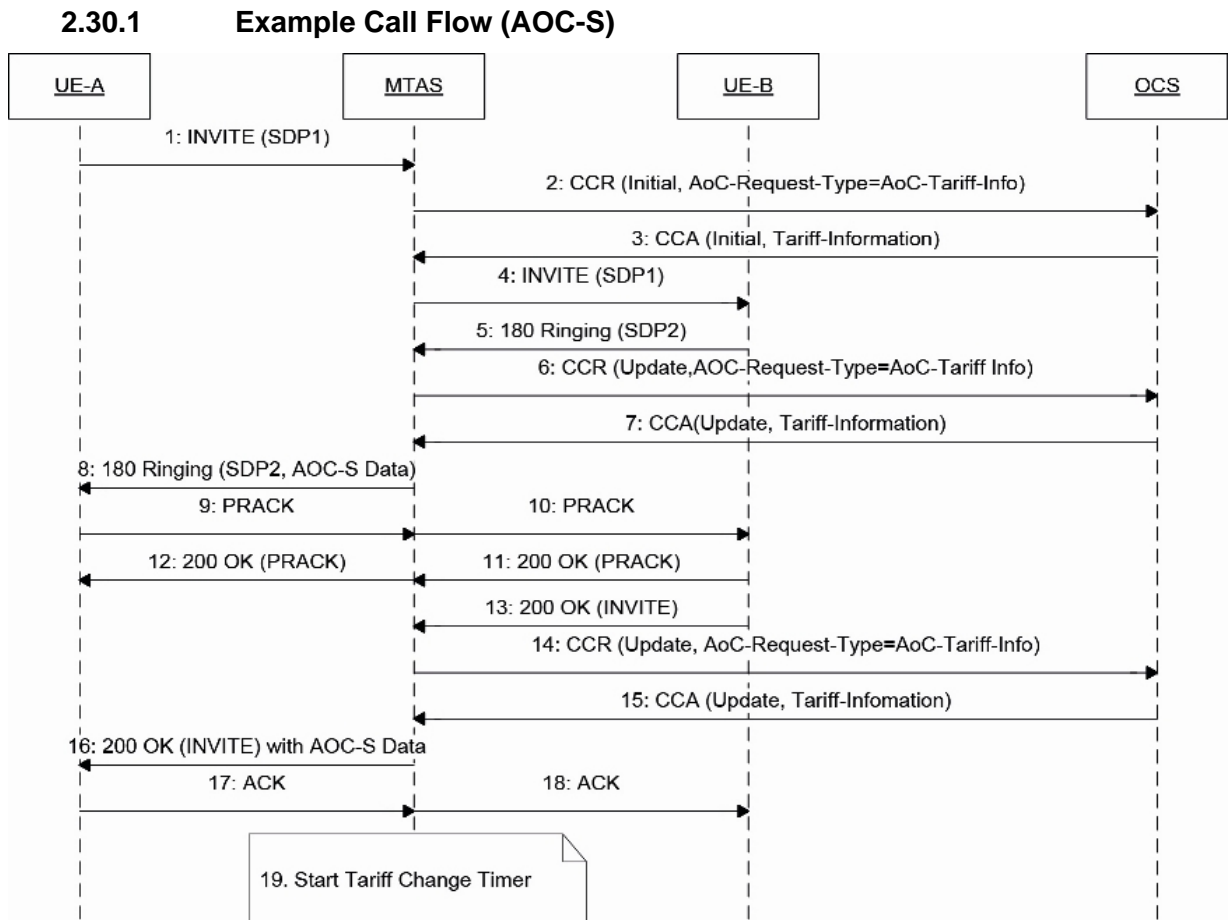 2.30.1 Example Call Flow (AOC-S)
UE-A MTAS UE-B OCS
1: INVITE (SDP1)
2: CCR (Initial, AoC-Request-Type=AoC-Tariff-Info)
3: CCA (Initial, Tariff-Information)
4: INVITE (SDP1)
5: 180 Ringing (SDP2)
6: CCR (Update,AOC-Request-Type=AoC-Tariff Info)
7: CCA(Update, Tariff-Information)
8: 180 Ringing (SDP2, AOC-S Data)
9: PRACK 10: PRACK
12: 200 OK (PRACK) 11: 200 OK (PRACK)
13: 200 OK (INVITE)
14: CCR (Update, AoC-Request-Type=AoC-Tariff-Info)
15: CCA (Update, Tariff-Infomation)
16: 200 OK (INVITE) with AOC-S Data
17: ACK 18: ACK
19. Start Tariff Change Timer